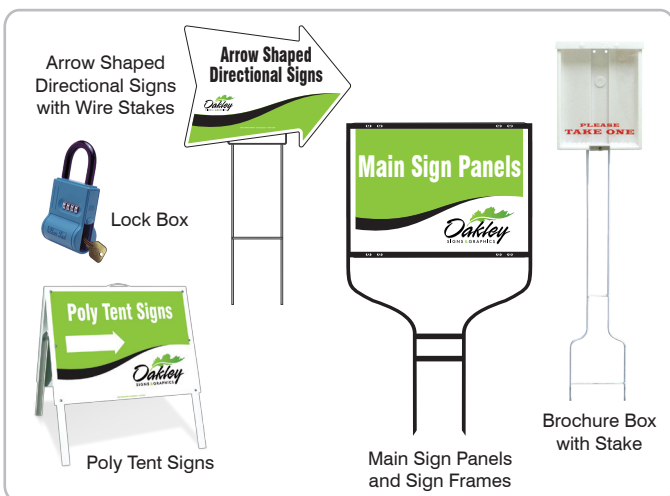 Arrow Shaped
Directional Signs
with Wire Stakes
Arrow Shaped
Directional Signs
Oakley
Lock Box
Main Sign Panels
Oakley
SIGNS & GRAPHICS
PLEASE
TAKE ONE
Poly Tent Signs
Oakley
SIGNS & GRAPHICS
Poly Tent Signs
Main Sign Panels
and Sign Frames
Brochure Box
with Stake